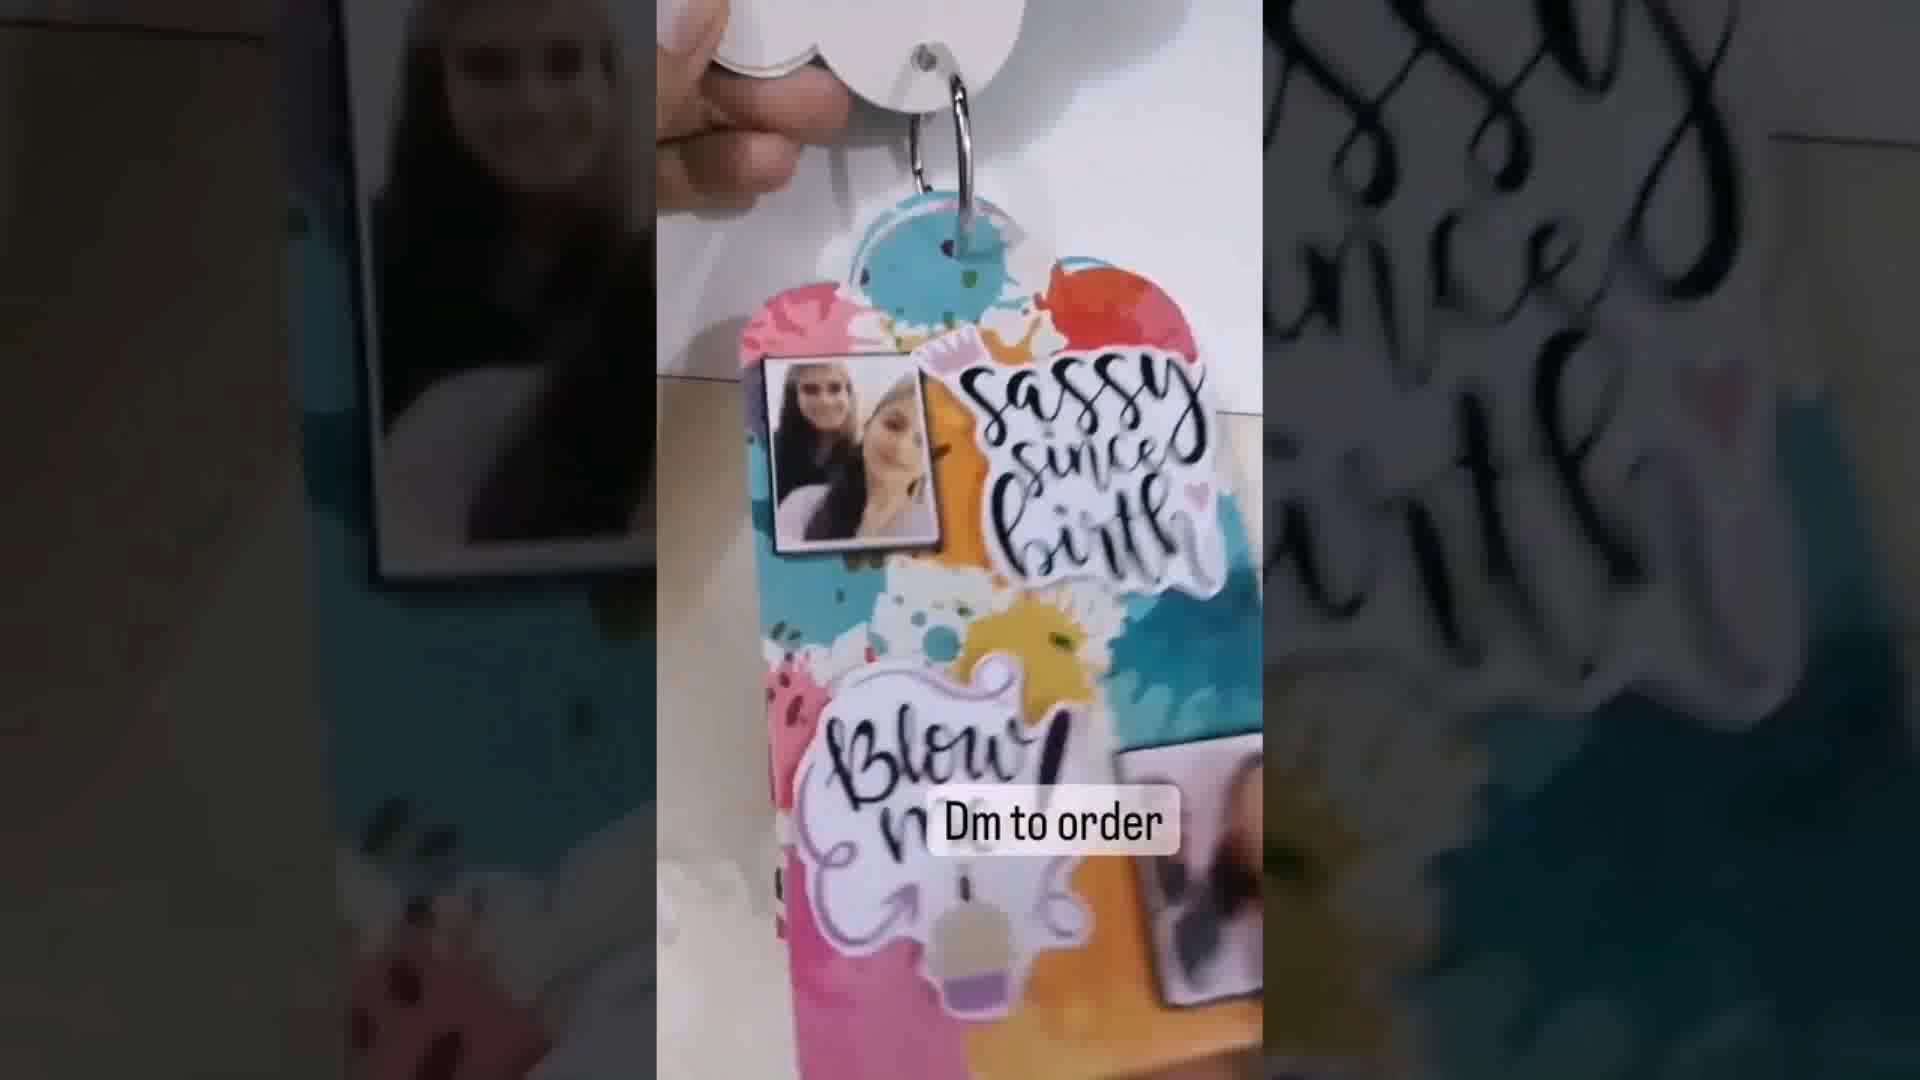 sassy
since
birth
Blow
Dm to order